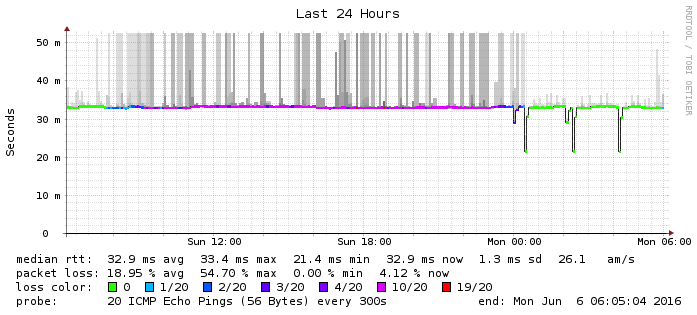 Last 24 Hours
RRDTOOL / TOBI OETIKER
Seconds
50 m
40 m
30 m
20 m
10 m
0
Sun 12:00 Sun 18:00 Mon 00:00 Mon 06:00
median rtt: 32.9 ms avg 33.4 ms max 21.4 ms min 32.9 ms now 1.3 ms sd 26.1 am/s
packet loss: 18.95 % avg 54.70 % max 0.00 % min 4.12 % now
loss color: 0 1/20 2/20 3/20 4/20 10/20 19/20
probe: 20 ICMP Echo Pings (56 Bytes) every 300s end: Mon Jun 6 06:05:04 2016